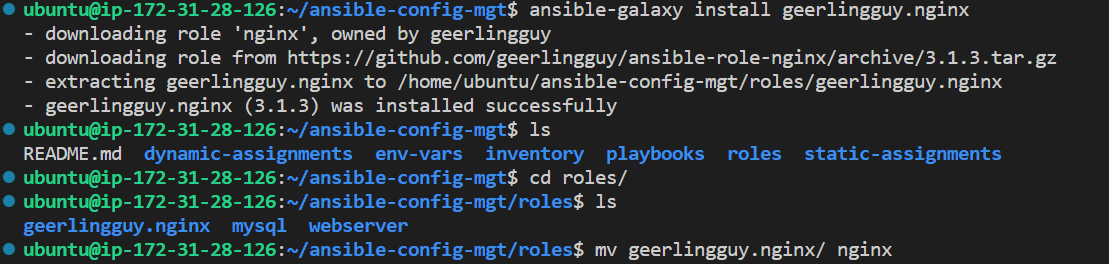 ubuntu@ip-172-31-28-126:~/ansible-config-mgt$ ansible-galaxy install geerlingguy.nginx
- downloading role 'nginx', owned by geerlingguy
- downloading role from https://github.com/geerlingguy/ansible-role-nginx/archive/3.1.3.tar.gz
- extracting geerlingguy.nginx to /home/ubuntu/ansible-config-mgt/roles/geerlingguy.nginx
- geerlingguy.nginx (3.1.3) was installed successfully
ubuntu@ip-172-31-28-126:~/ansible-config-mgt$ ls
README.md  dynamic-assignments  env-vars  inventory  playbooks  roles  static-assignments
ubuntu@ip-172-31-28-126:~/ansible-config-mgt$ cd roles/
ubuntu@ip-172-31-28-126:~/ansible-config-mgt/roles$ ls
geerlingguy.nginx  mysql  webserver
ubuntu@ip-172-31-28-126:~/ansible-config-mgt/roles$ mv geerlingguy.nginx/ nginx